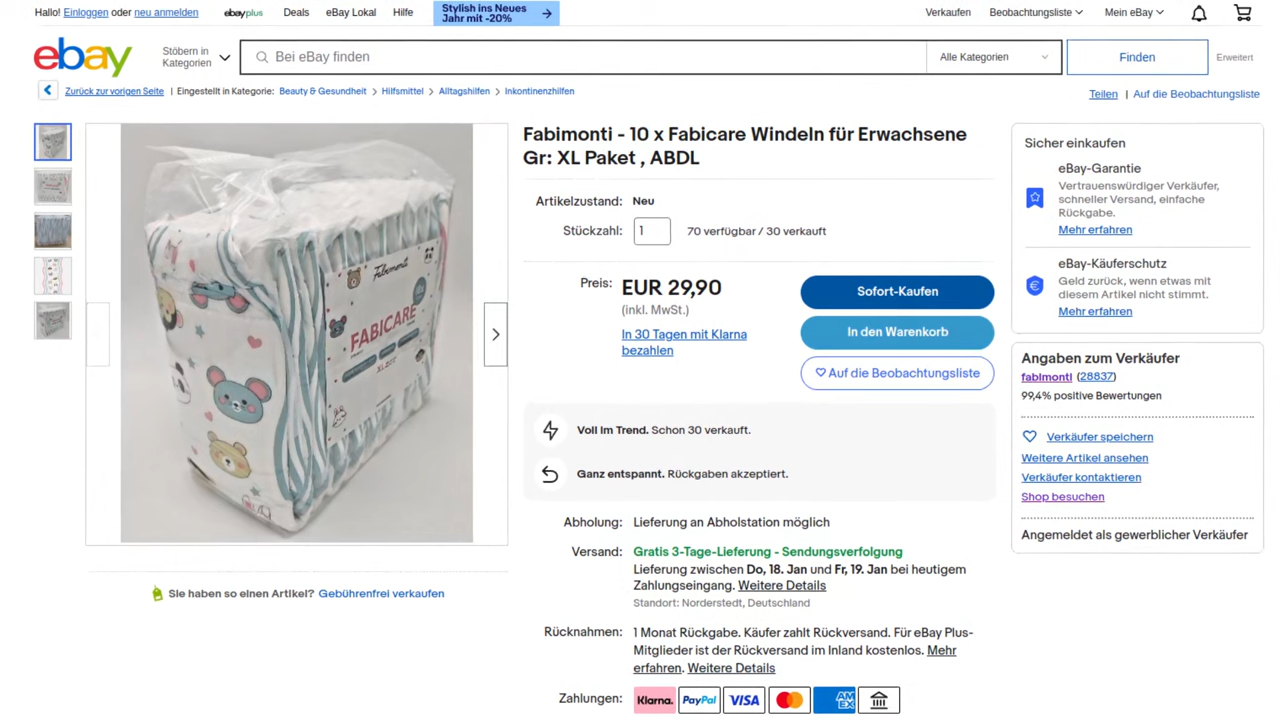 Hallo! Einloggen oder neu anmelden
ebayplus
Deals
eBay Lokal
Hilfe
Stylish ins Neues
Jahr mit -20%
Verkaufen
Beobachtungsliste
Mein eBay
ebay
Stöbern in
Kategorien
Bei eBay finden
Alle Kategorien
Finden
Erweitert
Zurück zur vorigen Seite | Eingestellt in Kategorie: Beauty & Gesundheit > Hilfsmittel > Alltagshilfen > Inkontinenzhilfen
Teilen | Auf die Beobachtungsliste
Fabimonti
FABICARE
Sie haben so einen Artikel? Gebührenfrei verkaufen
Fabimonti - 10 x Fabicare Windeln für Erwachsene
Gr: XL Paket , ABDL
Artikelzustand: Neu
Stückzahl: 1 70 verfügbar / 30 verkauft
Preis: EUR 29,90
(inkl. MwSt.)
In 30 Tagen mit Klarna
bezahlen
Sofort-Kaufen
In den Warenkorb
Auf die Beobachtungsliste
Voll im Trend. Schon 30 verkauft.
Ganz entspannt. Rückgaben akzeptiert.
Abholung: Lieferung an Abholstation möglich
Versand: Gratis 3-Tage-Lieferung - Sendungsverfolgung
Lieferung zwischen Do, 18. Jan und Fr, 19. Jan bei heutigem
Zahlungseingang. Weitere Details
Standort: Norderstedt, Deutschland
Rücknahmen: 1 Monat Rückgabe. Käufer zahlt Rückversand. Für eBay Plus-
Mitglieder ist der Rückversand im Inland kostenlos. Mehr
erfahren. Weitere Details
Zahlungen: Klarna. PayPal VISA AM EX
Sicher einkaufen
eBay-Garantie
Vertrauenswürdiger Verkäufer,
schneller Versand, einfache
Rückgabe.
Mehr erfahren
eBay-Käuferschutz
Geld zurück, wenn etwas mit
diesem Artikel nicht stimmt.
Mehr erfahren
Angaben zum Verkäufer
fabimonti (28837)
99,4% positive Bewertungen
Verkäufer speichern
Weitere Artikel ansehen
Verkäufer kontaktieren
Shop besuchen
Angemeldet als gewerblicher Verkäufer